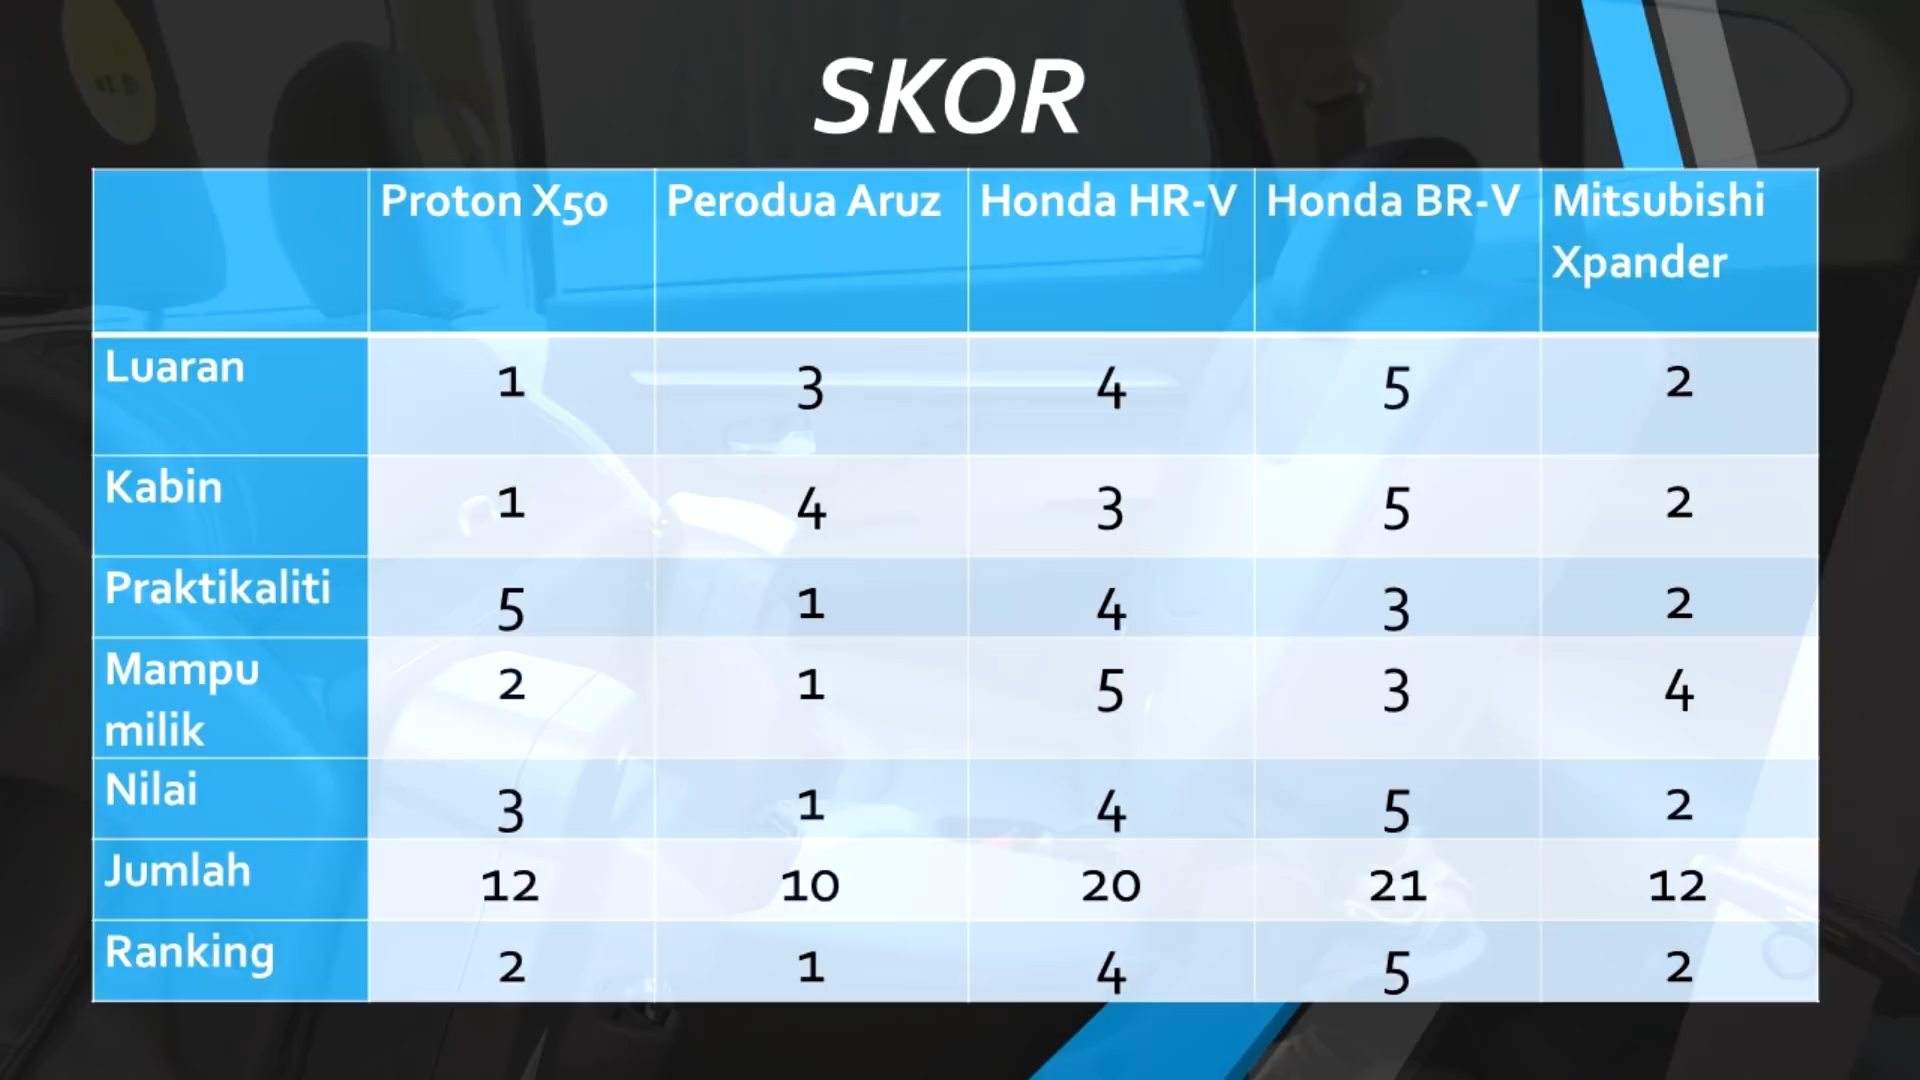 SKOR
Proton X50 Perodua Aruz Honda HR-V Honda BR-V Mitsubishi
Xpander
Luaran 1 3 4 5 2
Kabin 1 4 3 5 2
Praktikaliti 5 1 4 3 2
Mampu
milik 2 1 5 3 4
Nilai 3 1 4 5 2
Jumlah 12 10 20 21 12
Ranking 2 1 4 5 2